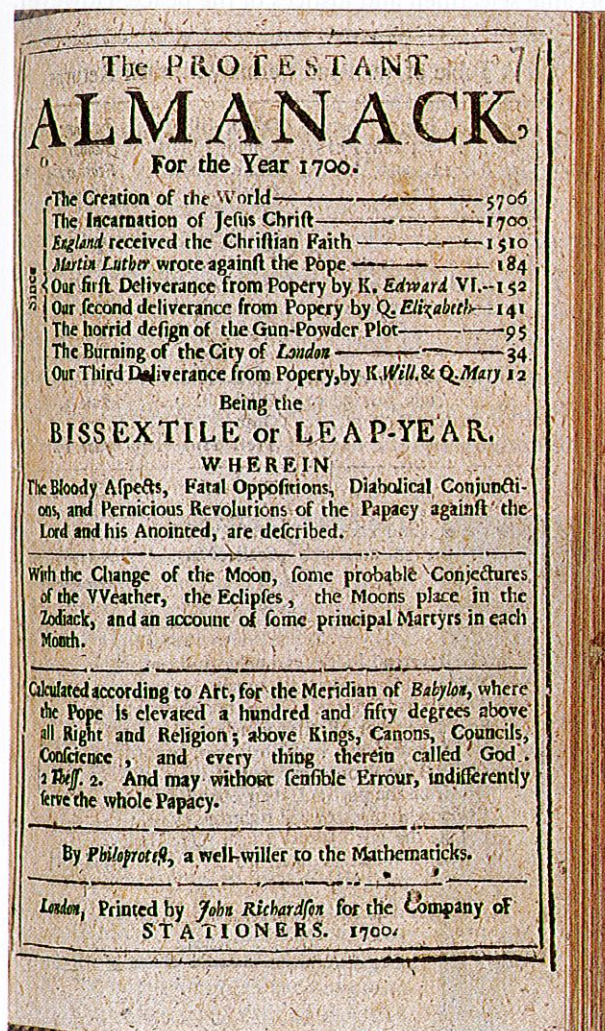 The PROTESTANT 7
ALMANACK,
For the Year 1700.
Since
The Creation of the World 5706
The Incarnation of Jeſus Chriſt 1700
England received the Chriſtian Faith 1510
Martin Luther wrote againſt the Pope 184
Our firſt Deliverance from Popery by K. Edward VI. 152
Our ſecond deliverance from Popery by Q. Elizabeth 141
The horrid deſign of the Gun-Powder Plot 95
The Burning of the City of London 34
Our Third Deliverance from Popery, by K. Will. & Q. Mary 12
Being the
BISSEXTILE or LEAP-YEAR.
WHEREIN
The Bloody Aſpects, Fatal Oppoſitions, Diabolical Conjuncti-
ons, and Pernicious Revolutions of the Papacy againſt the
Lord and his Anointed, are deſcribed.
With the Change of the Moon, ſome probable Conjectures
of the VVeather, the Eclipſes, the Moons place in the
Zodiack, and an account of ſome principal Martyrs in each
Month.
Calculated according to Art, for the Meridian of Babylon, where
the Pope is elevated a hundred and fifty degrees above
all Right and Religion; above Kings, Canons, Councils,
Conſcience, and every thing therein called God.
2 Theſſ. 2. And may without ſenſible Errour, indifferently
ſerve the whole Papacy.
By Philoproteſt, a well-willer to the Mathematicks.
London, Printed by John Richardſon for the Company of
STATIONERS. 1700.